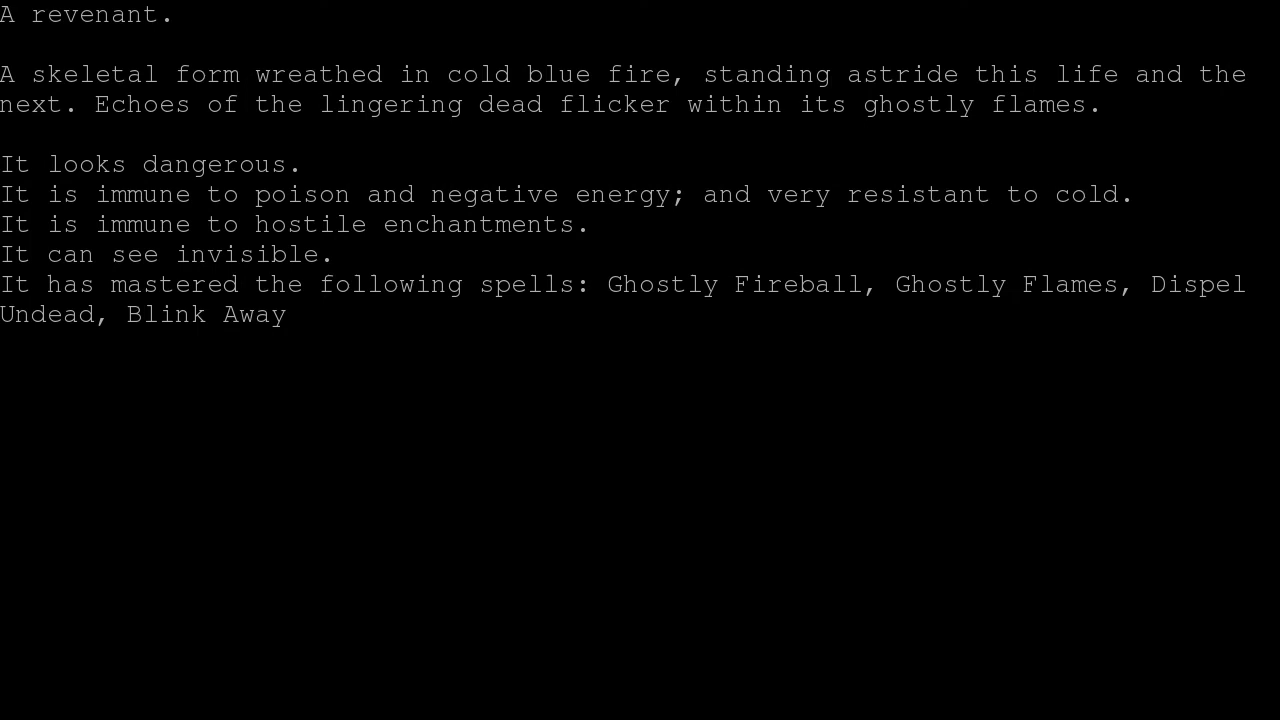 A revenant.
A skeletal form wreathed in cold blue fire, standing astride this life and the
next. Echoes of the lingering dead flicker within its ghostly flames.
It looks dangerous.
It is immune to poison and negative energy; and very resistant to cold.
It is immune to hostile enchantments.
It can see invisible.
It has mastered the following spells: Ghostly Fireball, Ghostly Flames, Dispel
Undead, Blink Away